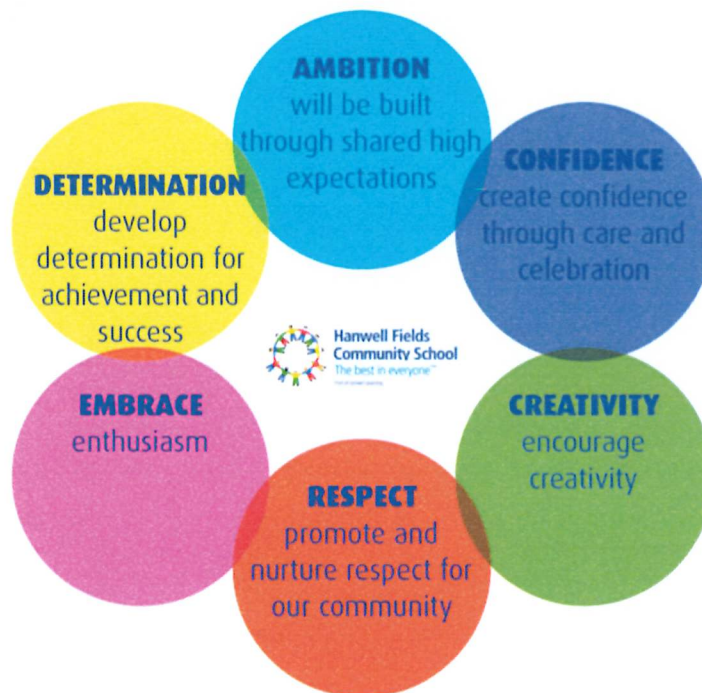 AMBITION
will be built
through shared high
expectations
CONFIDENCE
create confidence
through care and
celebration
CREATIVITY
encourage
creativity
RESPECT
promote and
nurture respect for
our community
EMBRACE
enthusiasm
DETERMINATION
develop
determination for
achievement and
success
Hanwell Fields
Community School
The best in everyone™